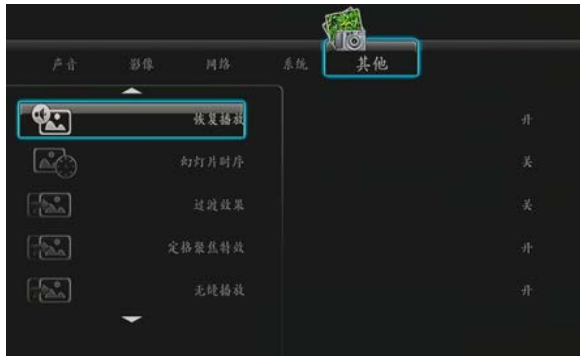 声音 影像 网络 系统 其他
恢复播放 开
幻灯片时序 关
过渡效果 关
定格聚焦特效 开
无缝播放 开